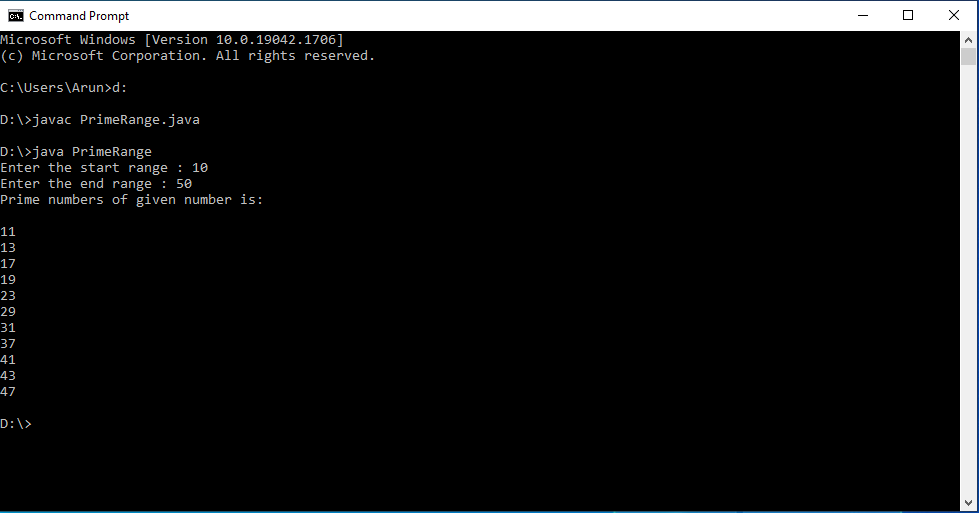 Command Prompt
Microsoft Windows [Version 10.0.19042.1706]
(c) Microsoft Corporation. All rights reserved.
C:\Users\Arun>d:
D:\>javac PrimeRange.java
D:\>java PrimeRange
Enter the start range : 10
Enter the end range : 50
Prime numbers of given number is:
11
13
17
19
23
29
31
37
41
43
47
D:\>